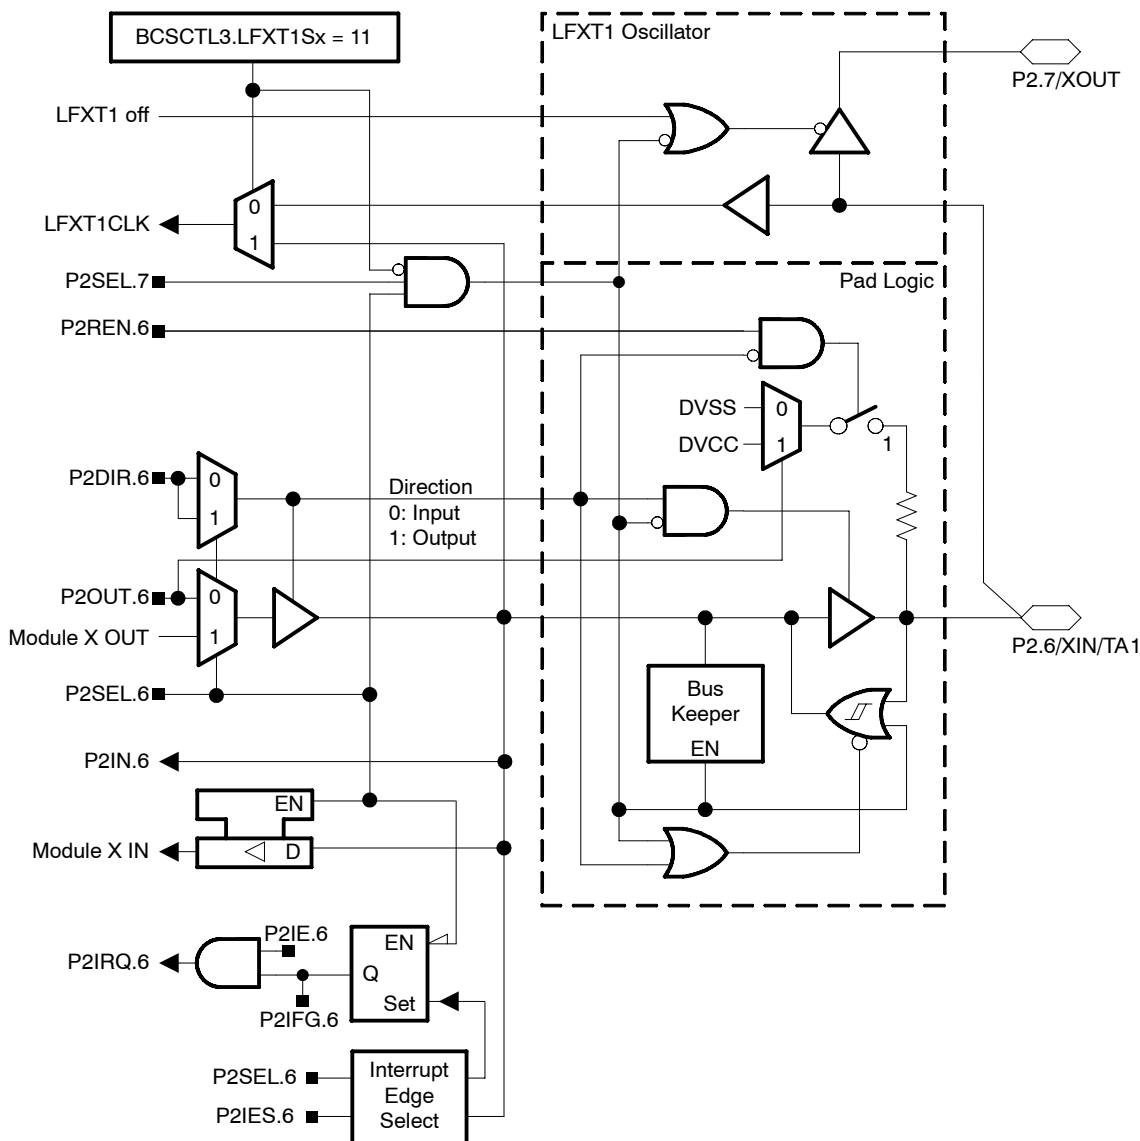 BCSCTL3.LFXT1Sx = 11
LFXT1 Oscillator
P2.7/XOUT
LFXT1 off
0
LFXT1CLK
1
P2SEL.7
Pad Logic
P2REN.6
DVSS
0
DVCC
1
1
P2DIR.6
0
1
Direction
0: Input
1: Output
P2OUT.6
0
Module X OUT
1
P2.6/XIN/TA1
P2SEL.6
Bus
Keeper
EN
P2IN.6
EN
Module X IN
D
P2IE.6
EN
P2IRQ.6
Q
Set
P2IFG.6
P2SEL.6
P2IES.6
Interrupt
Edge
Select